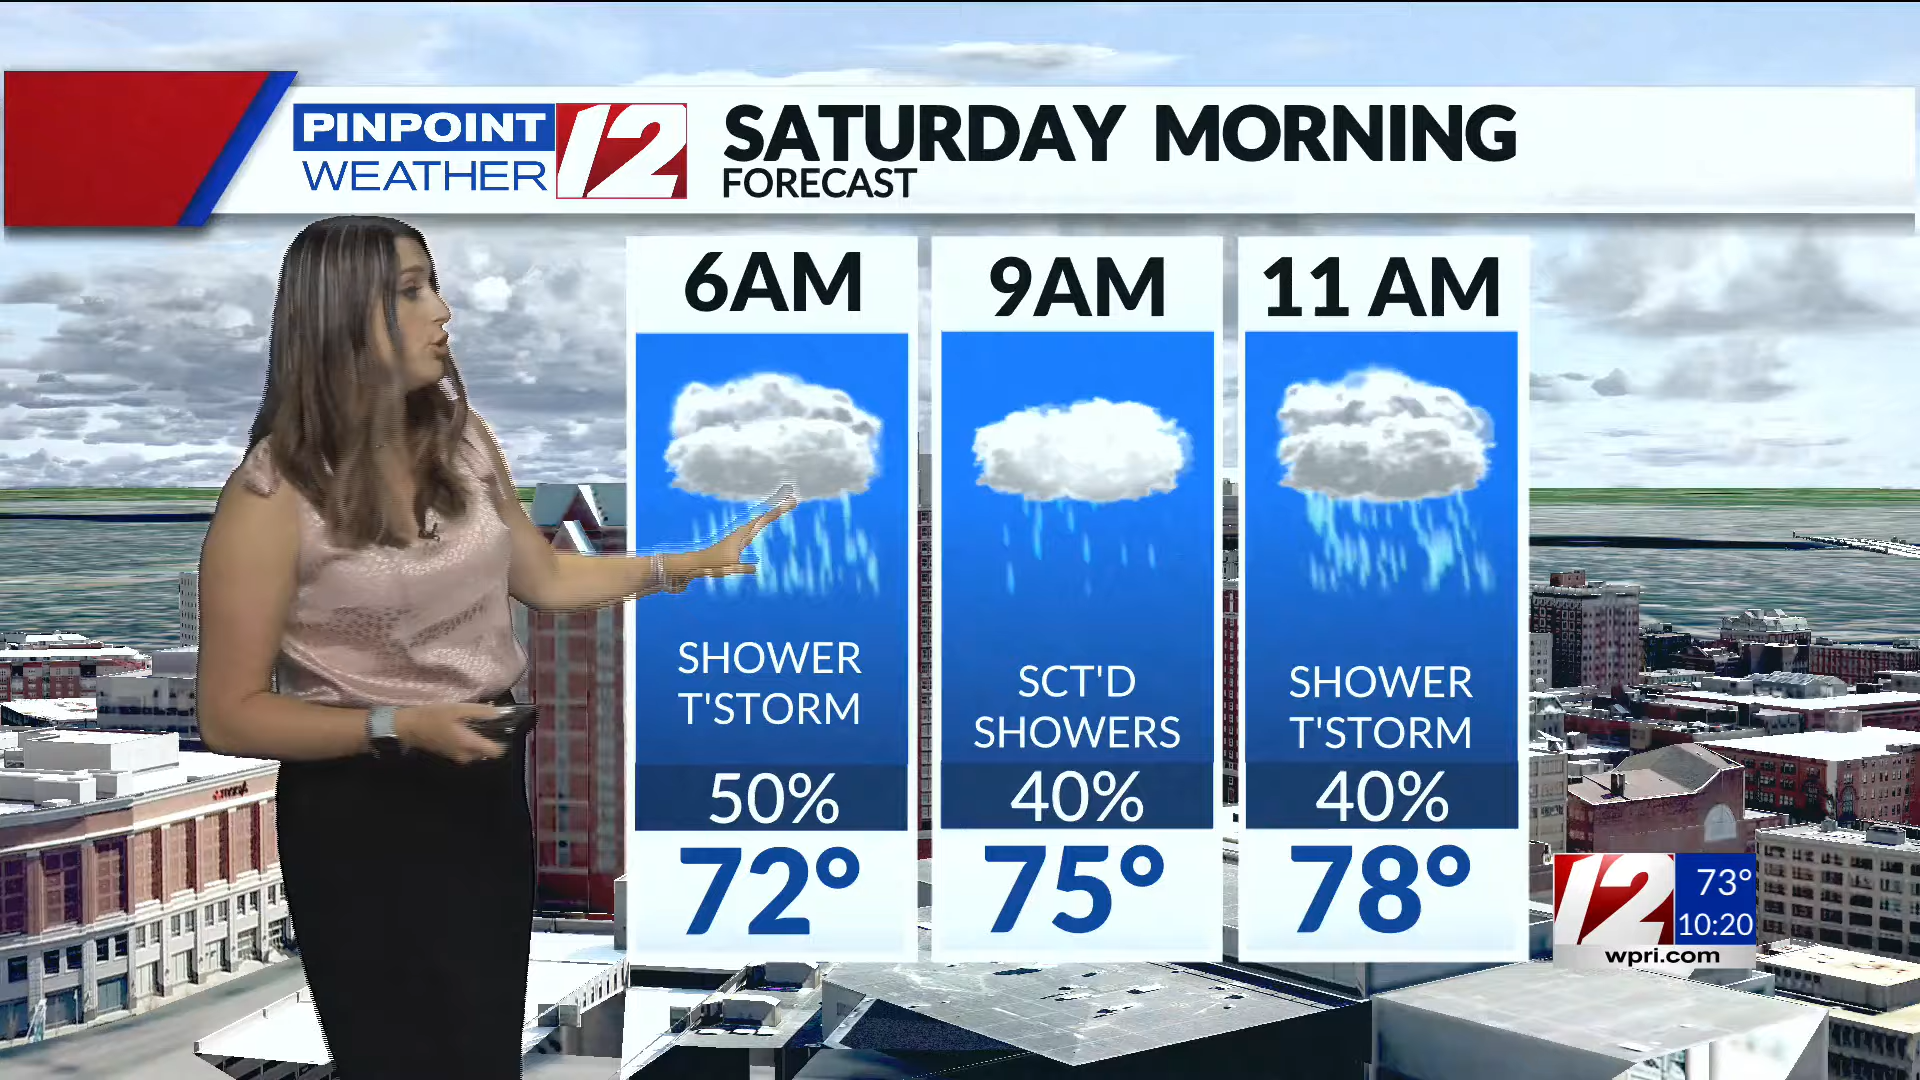 PINPOINT
WEATHER
12
SATURDAY MORNING
FORECAST
6AM
SHOWER
T'STORM
50%
72°
9AM
SCT'D
SHOWERS
40%
75°
11 AM
SHOWER
T'STORM
40%
78°
12
73°
10:20
wpri.com